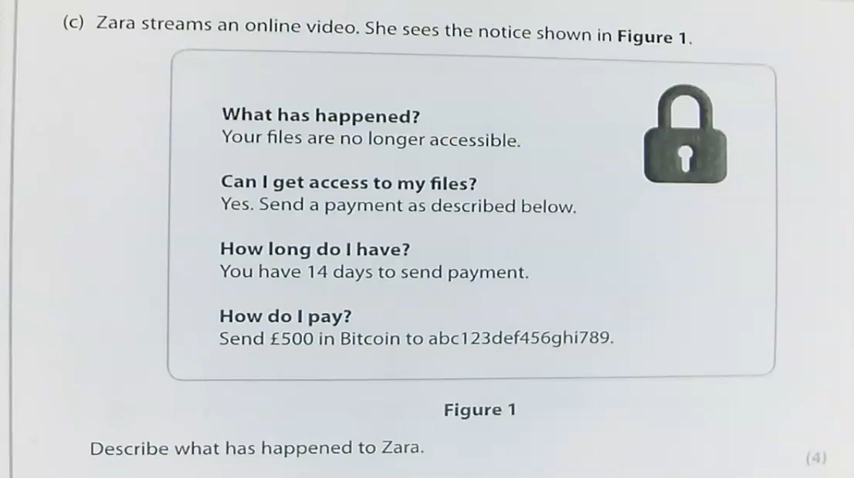 (c) Zara streams an online video. She sees the notice shown in Figure 1.
What has happened?
Your files are no longer accessible.
Can I get access to my files?
Yes. Send a payment as described below.
How long do I have?
You have 14 days to send payment.
How do I pay?
Send £500 in Bitcoin to abc123def456ghi789.
Figure 1
Describe what has happened to Zara.
(4)